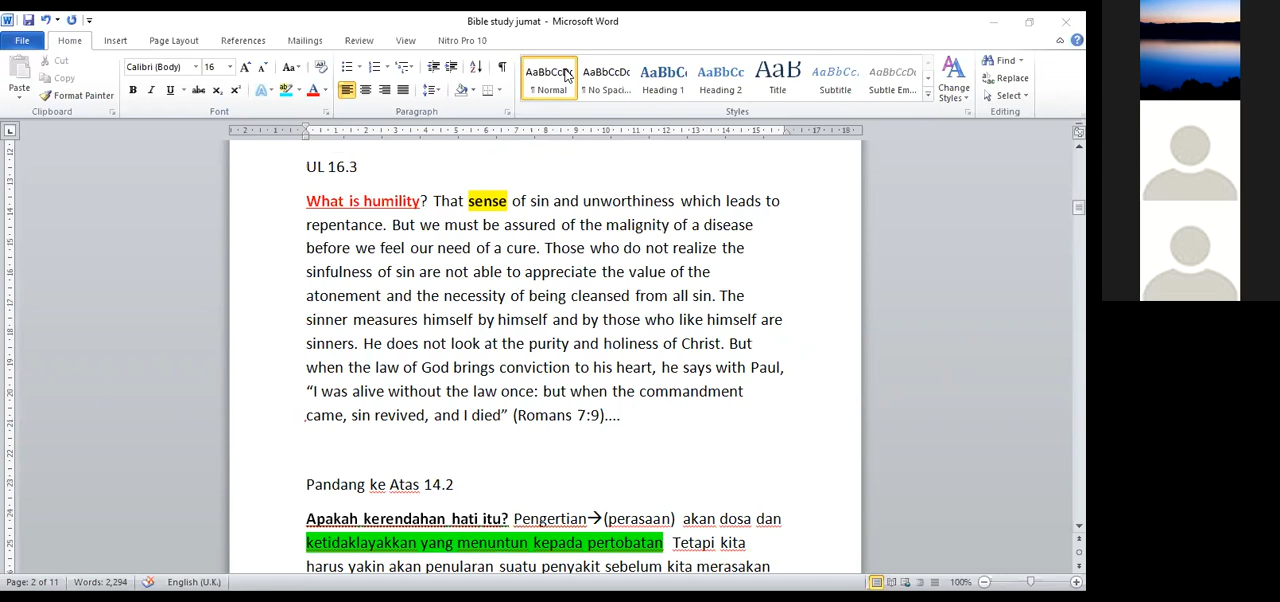 Bible study jumat - Microsoft Word
File Home Insert Page Layout References Mailings Review View Nitro Pro 10
Cut
Copy
Format Painter
Paste
Clipboard
Calibri (Body) 16
Font
Paragraph
AaBbCcDc AaBbCcDc AaBbC AaBbCc AaB AaBbCc. AaBbCcDc
¶ Normal ¶ No Spaci... Heading 1 Heading 2 Title Subtitle Subtle Em...
Styles
Change
Styles
Find
Replace
Select
Editing
UL 16.3
What is humility? That sense of sin and unworthiness which leads to
repentance. But we must be assured of the malignity of a disease
before we feel our need of a cure. Those who do not realize the
sinfulness of sin are not able to appreciate the value of the
atonement and the necessity of being cleansed from all sin. The
sinner measures himself by himself and by those who like himself are
sinners. He does not look at the purity and holiness of Christ. But
when the law of God brings conviction to his heart, he says with Paul,
“I was alive without the law once: but when the commandment
came, sin revived, and I died” (Romans 7:9)....
Pandang ke Atas 14.2
Apakah kerendahan hati itu? Pengertian→(perasaan) akan dosa dan
ketidaklayakkan yang menuntun kepada pertobatan Tetapi kita
harus yakin akan penularan suatu penyakit sebelum kita merasakan
Page: 2 of 11 Words: 2,294 English (U.K.) 100%